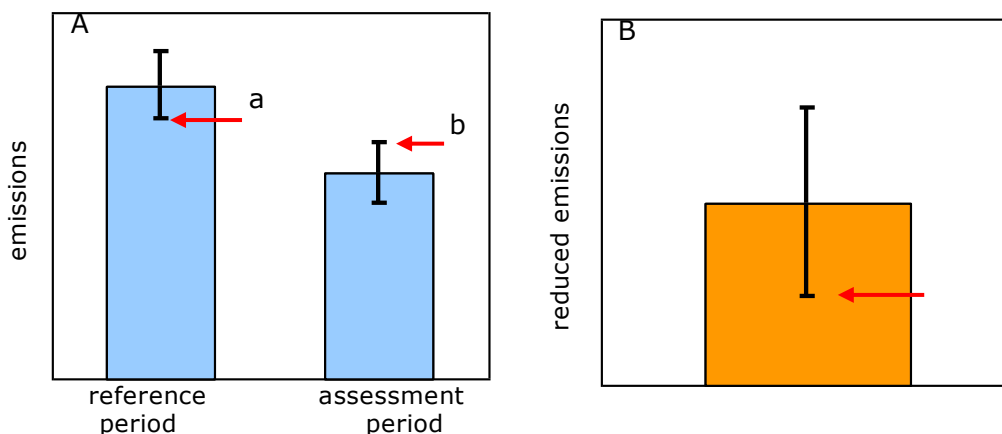 A
a
b
emissions
reference
period
assessment
period
B
reduced emissions